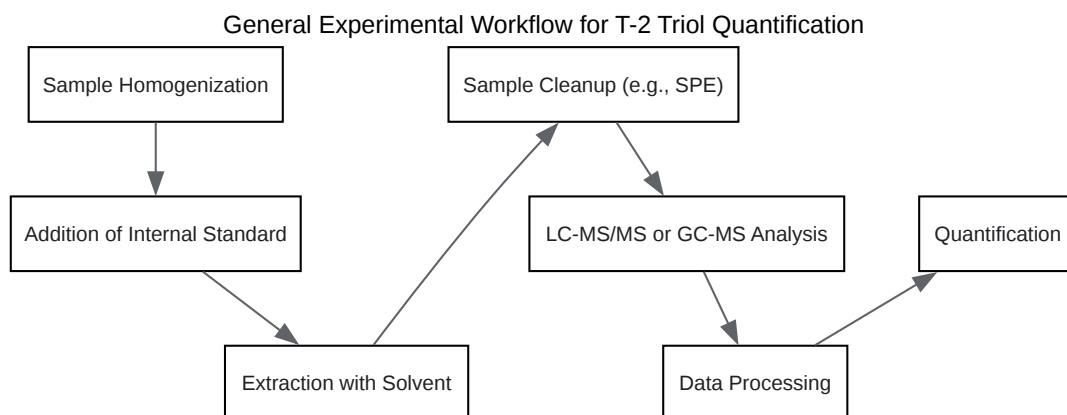 General Experimental Workflow for T-2 Triol Quantification
Sample Homogenization
Addition of Internal Standard
Extraction with Solvent
Sample Cleanup (e.g., SPE)
LC-MS/MS or GC-MS Analysis
Data Processing
Quantification